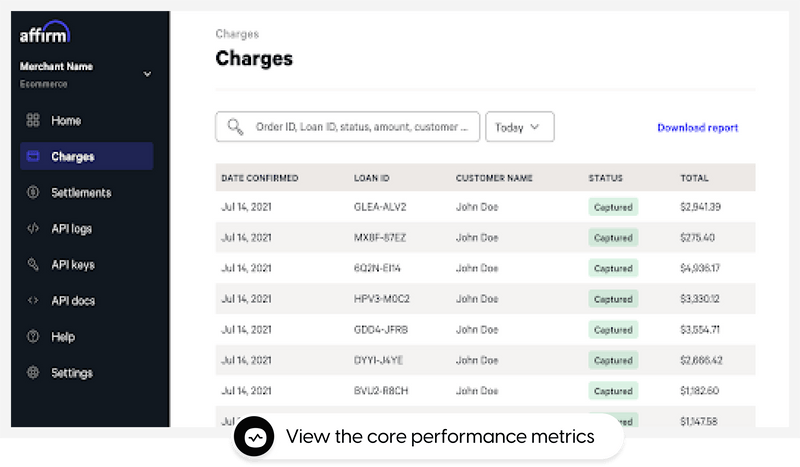 affirm
Merchant Name
Ecommerce
Home
Charges
Settlements
API logs
API keys
API docs
Help
Settings
Charges
Charges
Order ID, Loan ID, status, amount, customer ...
Today
Download report
DATE CONFIRMED LOAN ID CUSTOMER NAME STATUS TOTAL
Jul 14, 2021 GLEA-ALV2 John Doe Captured $2,941.39
Jul 14, 2021 MX8F-87EZ John Doe Captured $275.40
Jul 14, 2021 6Q2N-EI14 John Doe Captured $4,936.17
Jul 14, 2021 HPV3-M0C2 John Doe Captured $3,330.12
Jul 14, 2021 GDD4-JFRB John Doe Captured $3,554.71
Jul 14, 2021 DYYI-J4YE John Doe Captured $2,666.42
Jul 14, 2021 BVU2-R8CH John Doe Captured $1,182.60
$1,147.58
View the core performance metrics